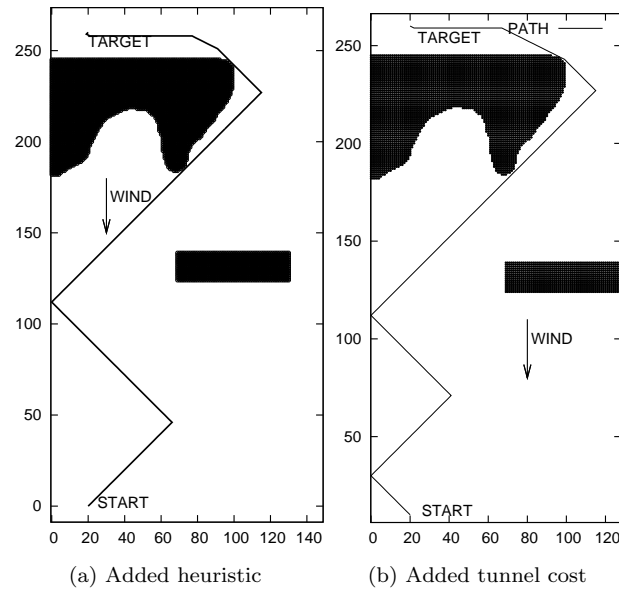 TARGET
250
200
WIND
150
100
50
START
0
0 20 40 60 80 100 120 140
(a) Added heuristic
TARGET
PATH
250
200
150
WIND
100
50
START
0 20 40 60 80 100 120
(b) Added tunnel cost